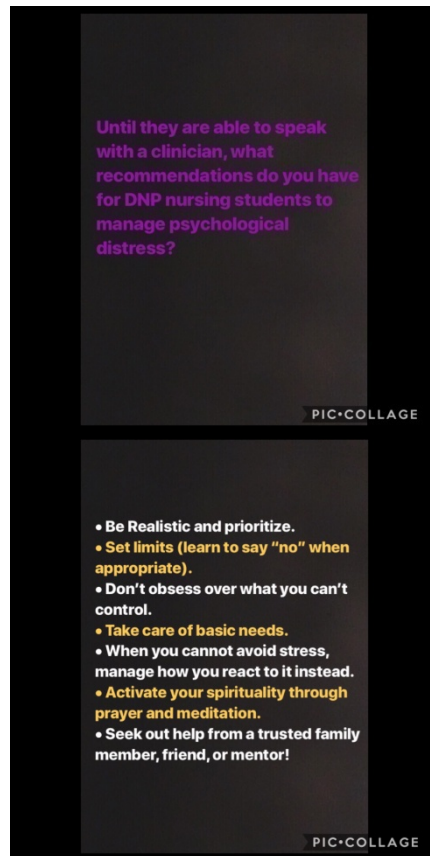 Until they are able to speak
with a clinician, what
recommendations do you have
for DNP nursing students to
manage psychological
distress?
PIC•COLLAGE
• Be Realistic and prioritize.
• Set limits (learn to say “no” when
appropriate).
• Don’t obsess over what you can’t
control.
• Take care of basic needs.
• When you cannot avoid stress,
manage how you react to it instead.
• Activate your spirituality through
prayer and meditation.
• Seek out help from a trusted family
member, friend, or mentor!
PIC•COLLAGE